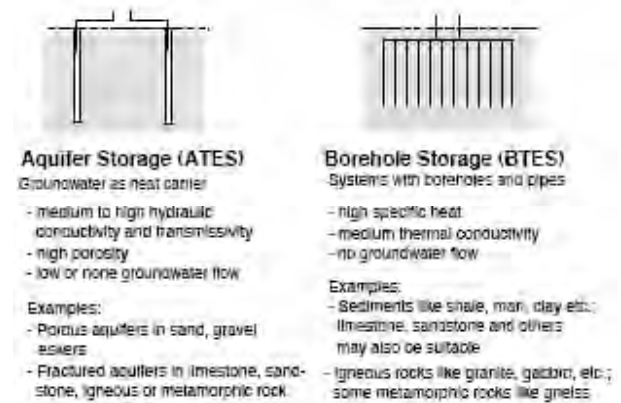 Aquifer Storage (ATES)
Groundwater as heat carrier
- medium to high hydraulic
conductivity and transmissivity
- high porosity
- low or none groundwater flow
Examples:
- Porous aquifers in sand, gravel
eskers
- Fractured aquifers in limestone, sand-
stone, igneous or metamorphic rock
Borehole Storage (BTES)
Systems with boreholes and pipes
- high specific heat
- medium thermal conductivity
- no groundwater flow
Examples:
- Sediments like shale, marl, clay etc.;
limestone, sandstone and others
may also be suitable
- Igneous rocks like granite, gabbro, etc.;
some metamorphic rocks like gneiss